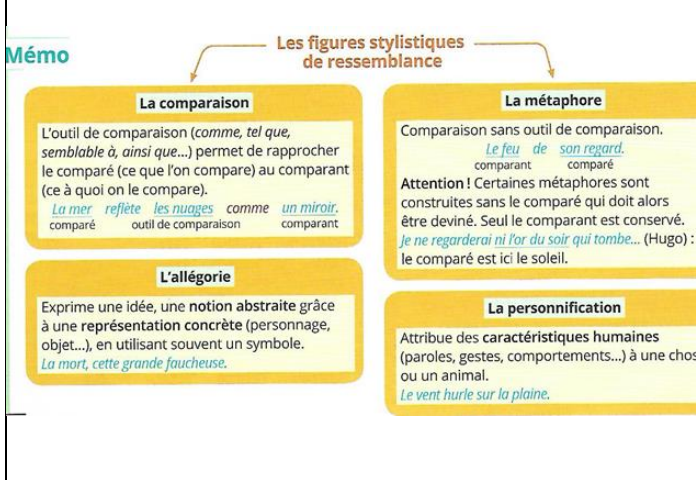 Mémo
Les figures stylistiques
de ressemblance
La comparaison
L'outil de comparaison (comme, tel que,
semblable à, ainsi que...) permet de rapprocher
le comparé (ce que l'on compare) au comparant
(ce à quoi on le compare).
La mer reflète les nuages comme un miroir.
comparé outil de comparaison comparant
L'allégorie
Exprime une idée, une notion abstraite grâce
à une représentation concrète (personnage,
objet...), en utilisant souvent un symbole.
La mort, cette grande faucheuse.
La métaphore
Comparaison sans outil de comparaison.
Le feu de son regard.
comparant comparé
Attention ! Certaines métaphores sont
construites sans le comparé qui doit alors
être deviné. Seul le comparant est conservé.
Je ne regarderai ni l'or du soir qui tombe... (Hugo) :
le comparé est ici le soleil.
La personnification
Attribue des caractéristiques humaines
(paroles, gestes, comportements...) à une chos
ou un animal.
Le vent hurle sur la plaine.